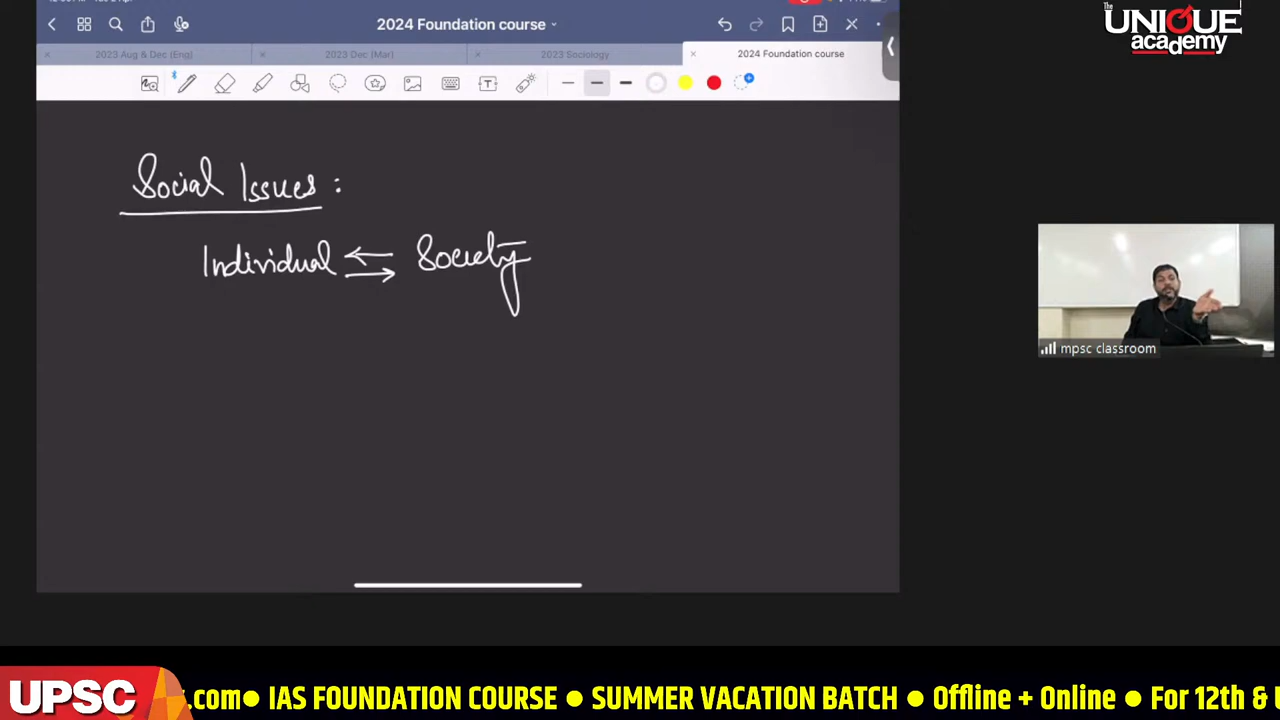 2024 Foundation course
The UNIQUE academy
2023 Aug & Dec (Eng)
2023 Dec (Mar)
2023 Sociology
2024 Foundation course
Social Issues :
Individual ⇆ Society
mpsc classroom
UPSC .com● IAS FOUNDATION COURSE ● SUMMER VACATION BATCH ● Offline + Online ● For 12th &